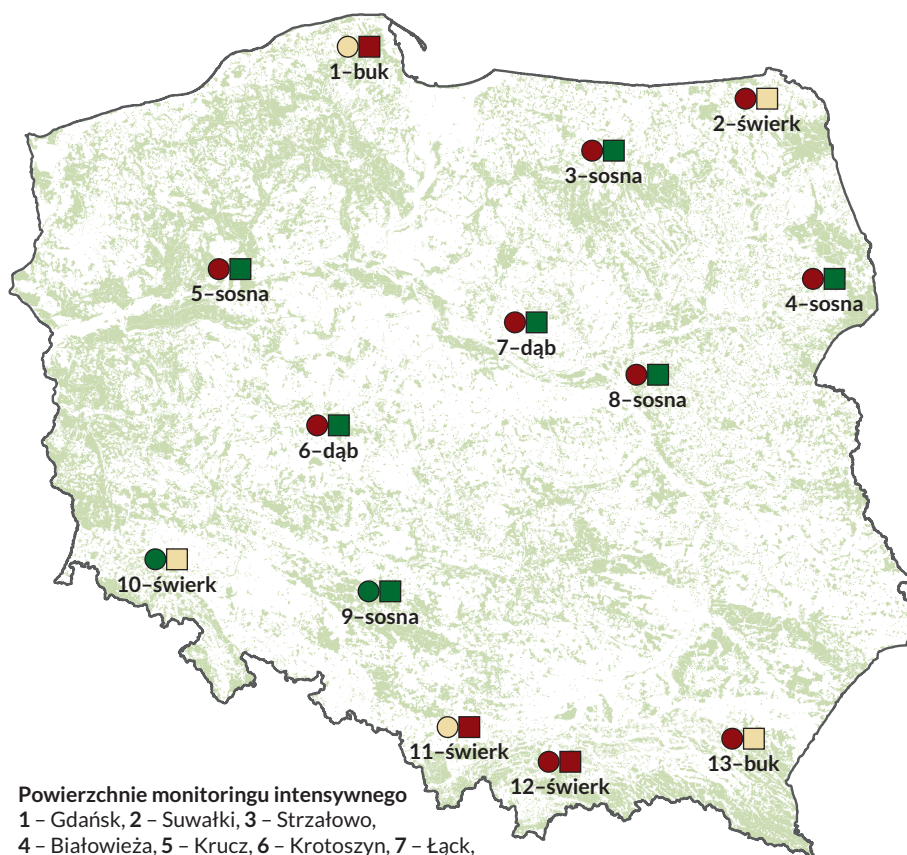 1–buk
2–świerk
3–sosna
5–sosna
4–sosna
7–dąb
8–sosna
6–dąb
10–świerk
9–sosna
11–świerk
13–buk
12–świerk
Powierzchnie monitoringu intensywnego
1 – Gdańsk, 2 – Suwałki, 3 – Strzałowo,
4 – Białowieża, 5 – Krucz, 6 – Krotoszyn, 7 – Łąck,